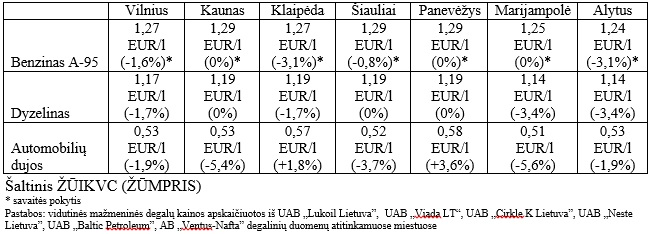 Vilnius Kaunas Klaipėda Šiauliai Panevėžys Marijampolė Alytus
1,27 1,29 1,27 1,29 1,29 1,25 1,24
EUR/l EUR/l EUR/l EUR/l EUR/l EUR/l EUR/l
Benzinas A-95 (-1,6%)* (0%)* (-3,1%)* (-0,8%)* (0%)* (0%)* (-3,1%)*
1,17 1,19 1,17 1,19 1,19 1,14 1,14
EUR/l EUR/l EUR/l EUR/l EUR/l EUR/l EUR/l
Dyzelinas (-1,7%) (0%) (-1,7%) (0%) (0%) (-3,4%) (-3,4%)
0,53 0,53 0,57 0,52 0,58 0,51 0,53
Automobilių EUR/l EUR/l EUR/l EUR/l EUR/l EUR/l EUR/l
dujos (-1,9%) (-5,4%) (+1,8%) (-3,7%) (+3,6%) (-5,6%) (-1,9%)
Šaltinis ŽŪIKVC (ŽŪMPRIS)
* savaitės pokytis
Pastabos: vidutinės mažmeninės degalų kainos apskaičiuotos iš UAB „Lukoil Lietuva”, UAB „Viada LT“, UAB „Cirkle K Lietuva”, UAB „Neste
Lietuva”, UAB „Baltic Petroleum”, AB „Ventus-Nafta” degalinių duomenų atitinkamuose miestuose